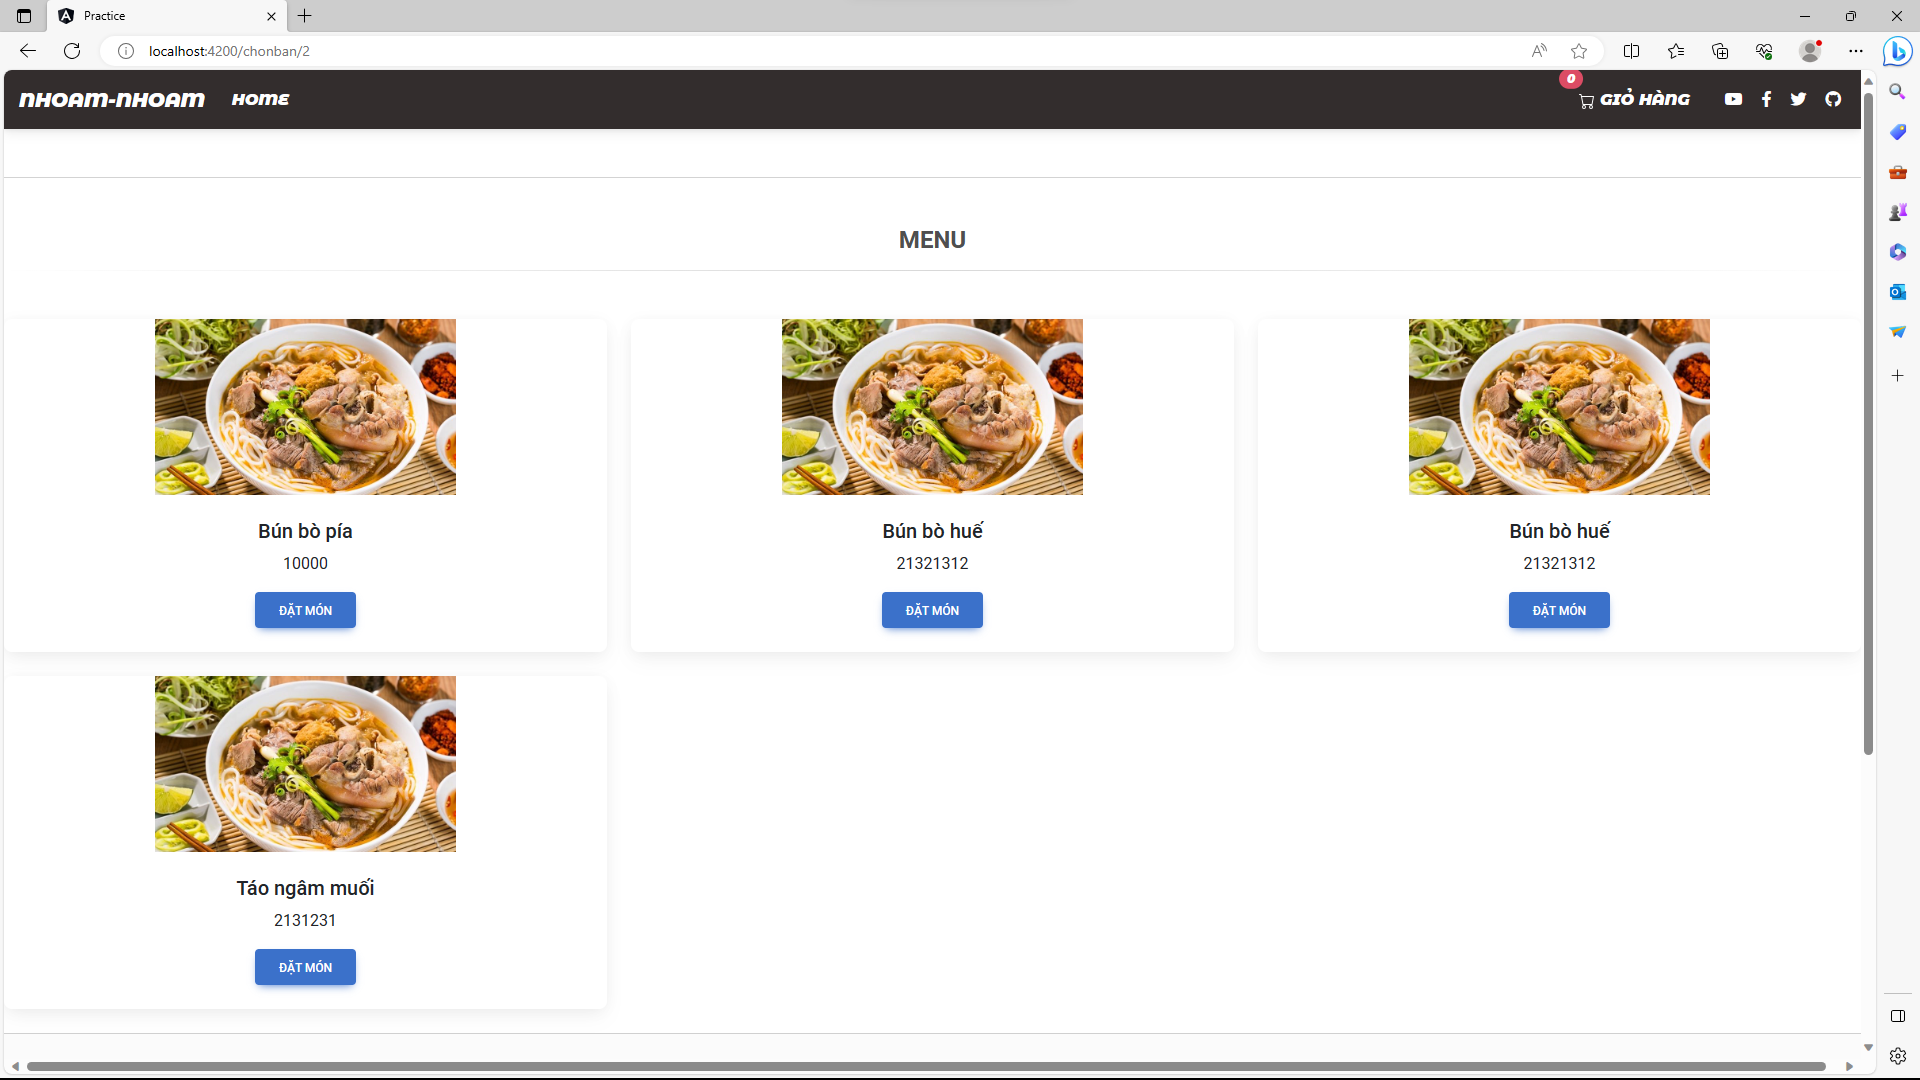 Practice
localhost:4200/chonban/2
NHOAM-NHOAM HOME 0 GIỎ HÀNG
MENU
Bún bò pía
10000
ĐẶT MÓN
Bún bò huế
21321312
ĐẶT MÓN
Bún bò huế
21321312
ĐẶT MÓN
Táo ngâm muối
2131231
ĐẶT MÓN